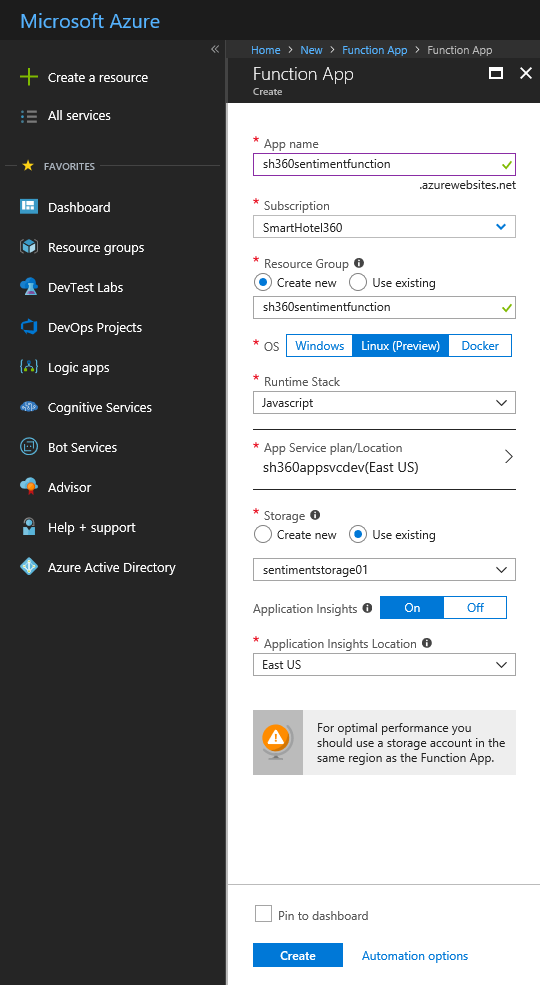 Microsoft Azure
«
Create a resource
All services
FAVORITES
Dashboard
Resource groups
DevTest Labs
DevOps Projects
Logic apps
Cognitive Services
Bot Services
Advisor
Help + support
Azure Active Directory
Home > New > Function App > Function App
Function App
Create
* App name
sh360sentimentfunction
.azurewebsites.net
* Subscription
SmartHotel360
* Resource Group
Create new Use existing
sh360sentimentfunction
* OS Windows Linux (Preview) Docker
* Runtime Stack
Javascript
* App Service plan/Location
sh360appsvcdev(East US)
* Storage
Create new Use existing
sentimentstorage01
Application Insights On Off
* Application Insights Location
East US
For optimal performance you
should use a storage account in the
same region as the Function App.
Pin to dashboard
Create Automation options